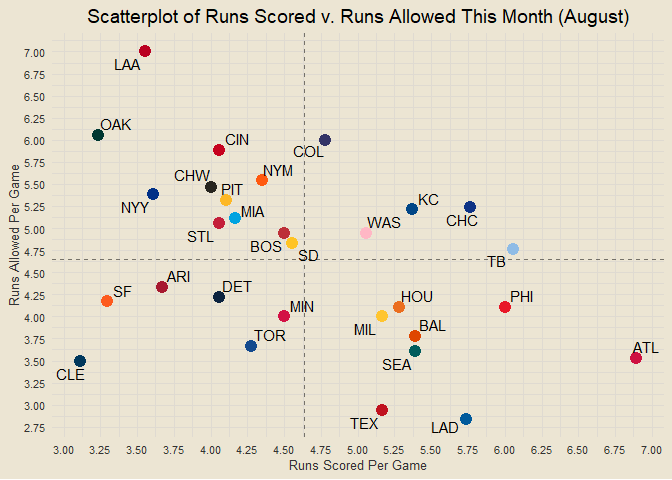 Scatterplot of Runs Scored v. Runs Allowed This Month (August)
7.00
LAA
6.75
6.50
6.25
OAK
6.00
CIN
COL
5.75
CHW
NYM
5.50
PIT
NYY
MIA
KC
5.25
STL
WAS
CHC
5.00
BOS
SD
4.75
TB
4.50
ARI
SF
DET
HOU
PHI
4.25
MIN
4.00
MIL
BAL
TOR
3.75
SEA
ATL
3.50
CLE
3.25
3.00
TEX
LAD
2.75
Runs Allowed Per Game
3.00 3.25 3.50 3.75 4.00 4.25 4.50 4.75 5.00 5.25 5.50 5.75 6.00 6.25 6.50 6.75 7.00
Runs Scored Per Game